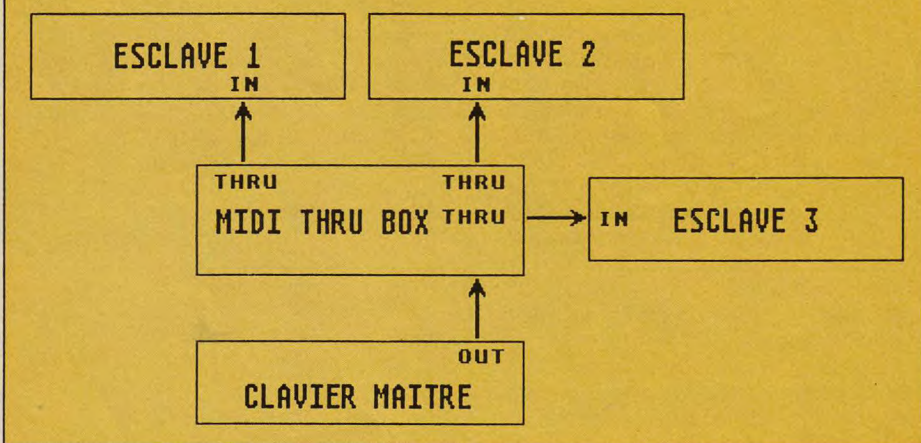 ESCLAVE 1
IN
ESCLAVE 2
IN
THRU
THRU
MIDI THRU BOX
THRU
IN
ESCLAVE 3
OUT
CLAVIER MAITRE